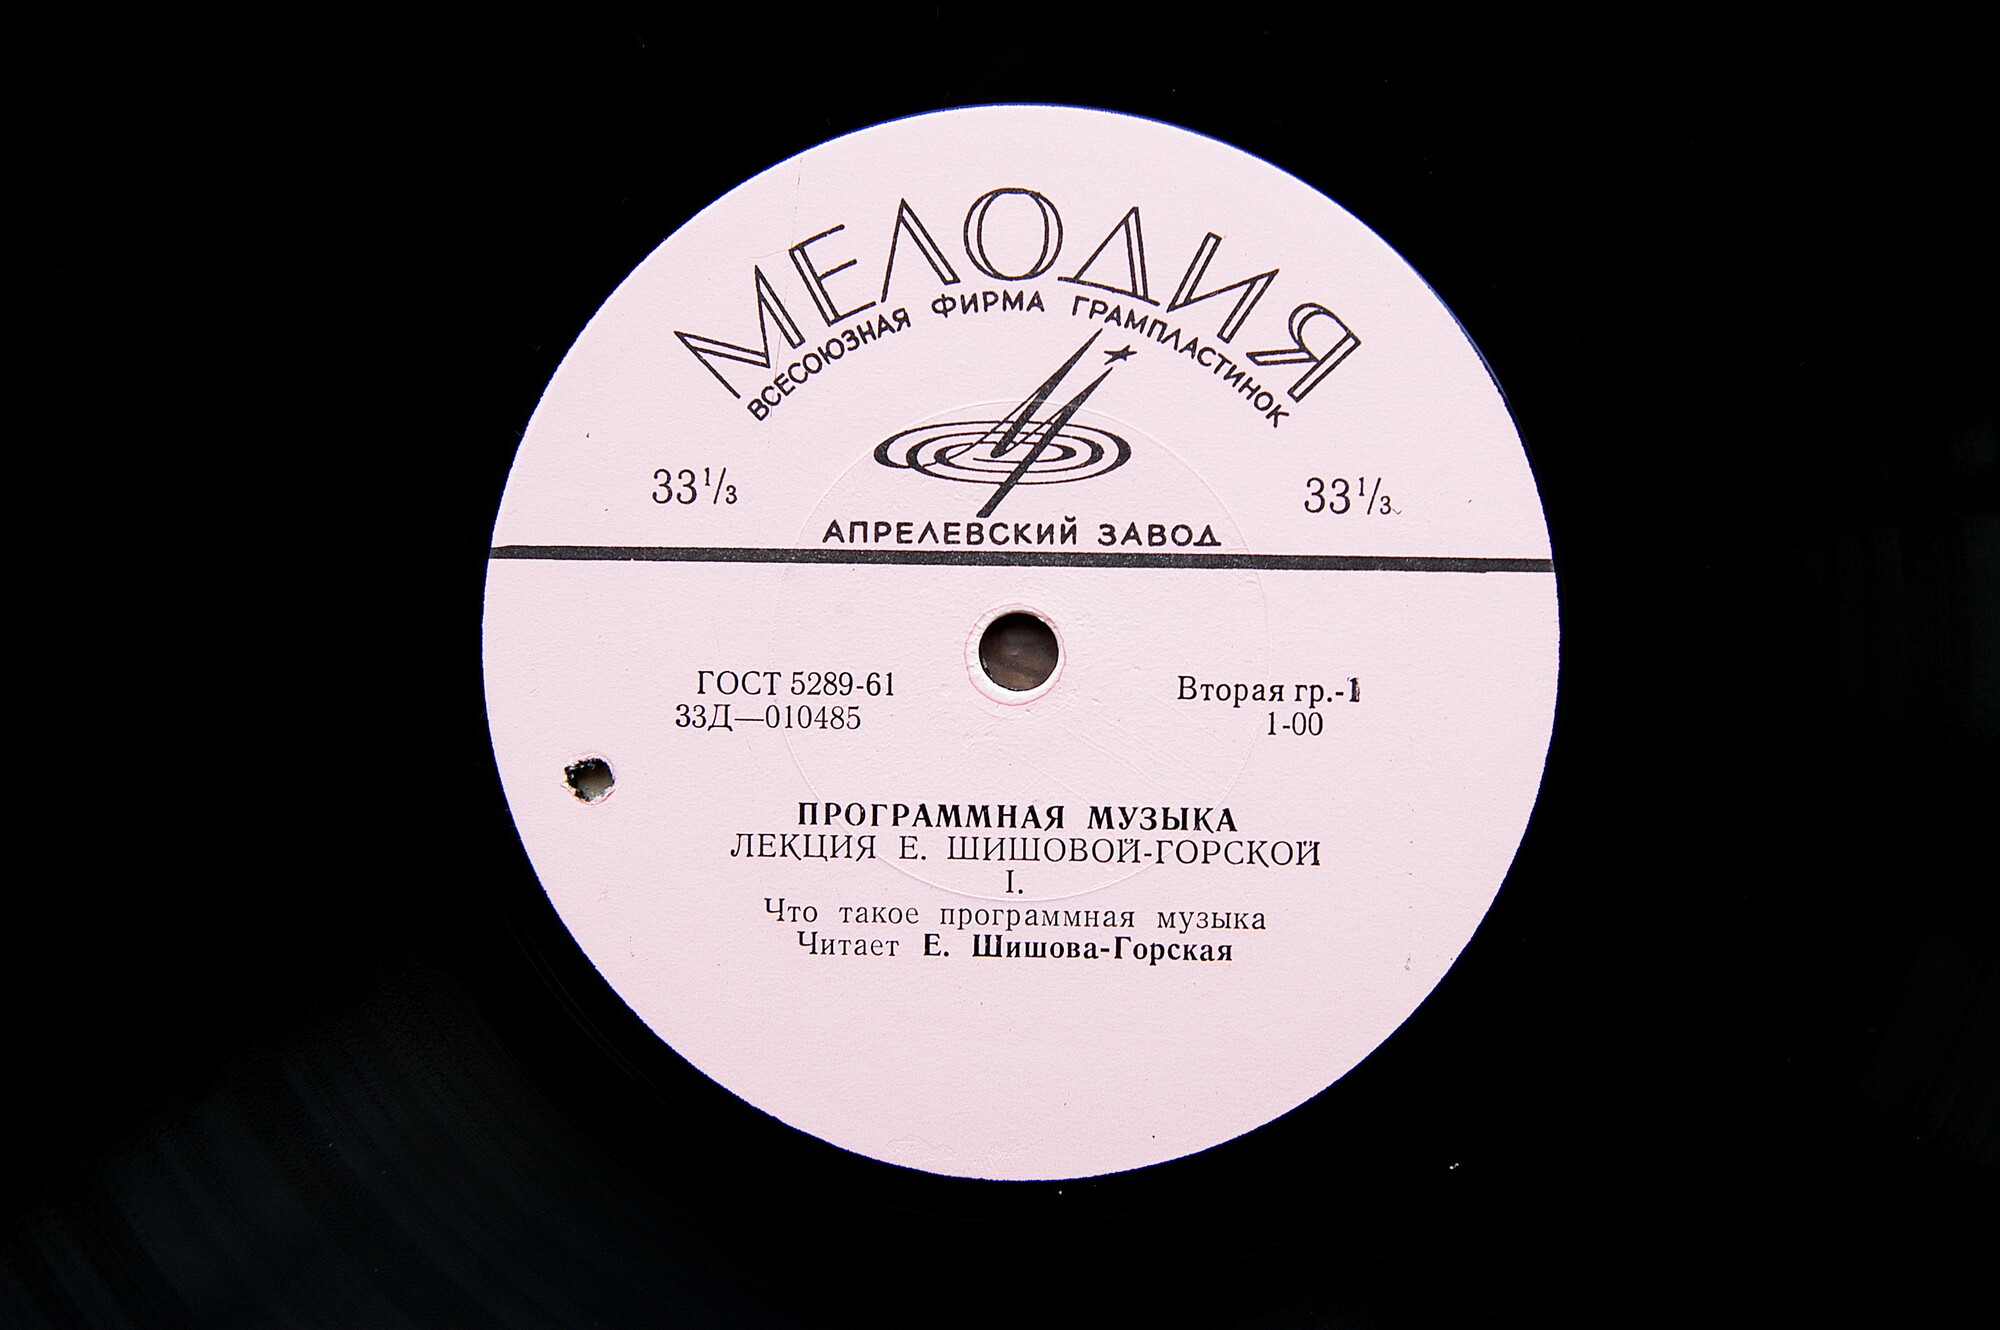 МЕЛОДИЯ
ВСЕСОЮЗНАЯ ФИРМА ГРАМПЛАСТИНОК
33 1/3
33 1/3
АПРЕЛЕВСКИЙ ЗАВОД
ГОСТ 5289-61
33Д—010485
Вторая гр.-1
1-00
ПРОГРАММНАЯ МУЗЫКА
ЛЕКЦИЯ Е. ШИШОВОЙ-ГОРСКОЙ
I.
Что такое программная музыка
Читает Е. Шишова-Горская